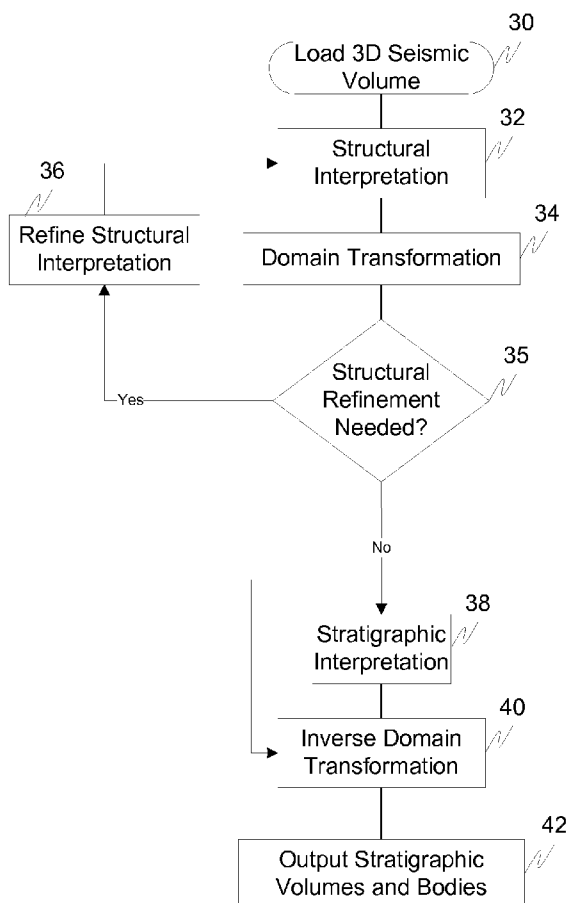 30
Load 3D Seismic
Volume
32
Structural
Interpretation
36
Refine Structural
Interpretation
34
Domain Transformation
35
Structural
Refinement
Needed?
Yes
No
38
Stratigraphic
Interpretation
40
Inverse Domain
Transformation
42
Output Stratigraphic
Volumes and Bodies